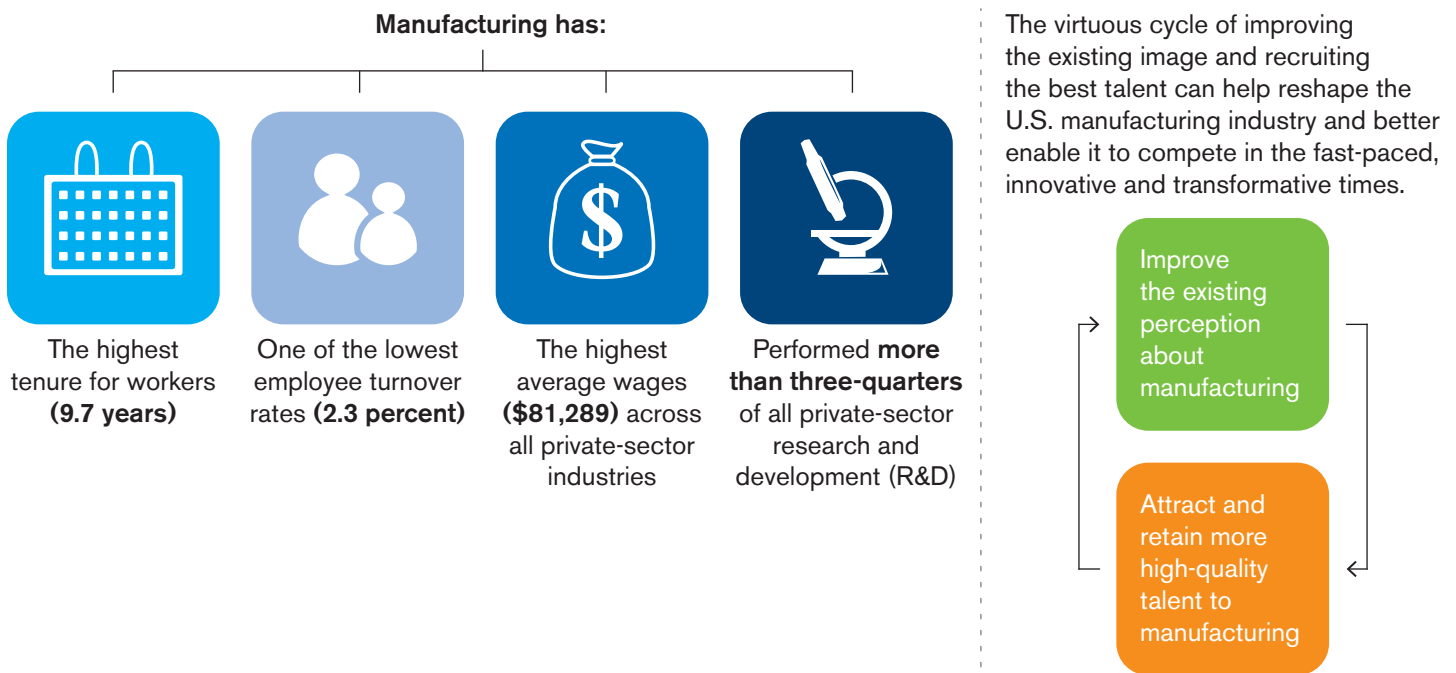 Manufacturing has:
The highest
tenure for workers
(9.7 years)
One of the lowest
employee turnover
rates (2.3 percent)
$
The highest
average wages
($81,289) across
all private-sector
industries
Performed more
than three-quarters
of all private-sector
research and
development (R&D)
The virtuous cycle of improving
the existing image and recruiting
the best talent can help reshape the
U.S. manufacturing industry and better
enable it to compete in the fast-paced,
innovative and transformative times.
Improve
the existing
perception
about
manufacturing
Attract and
retain more
high-quality
talent to
manufacturing